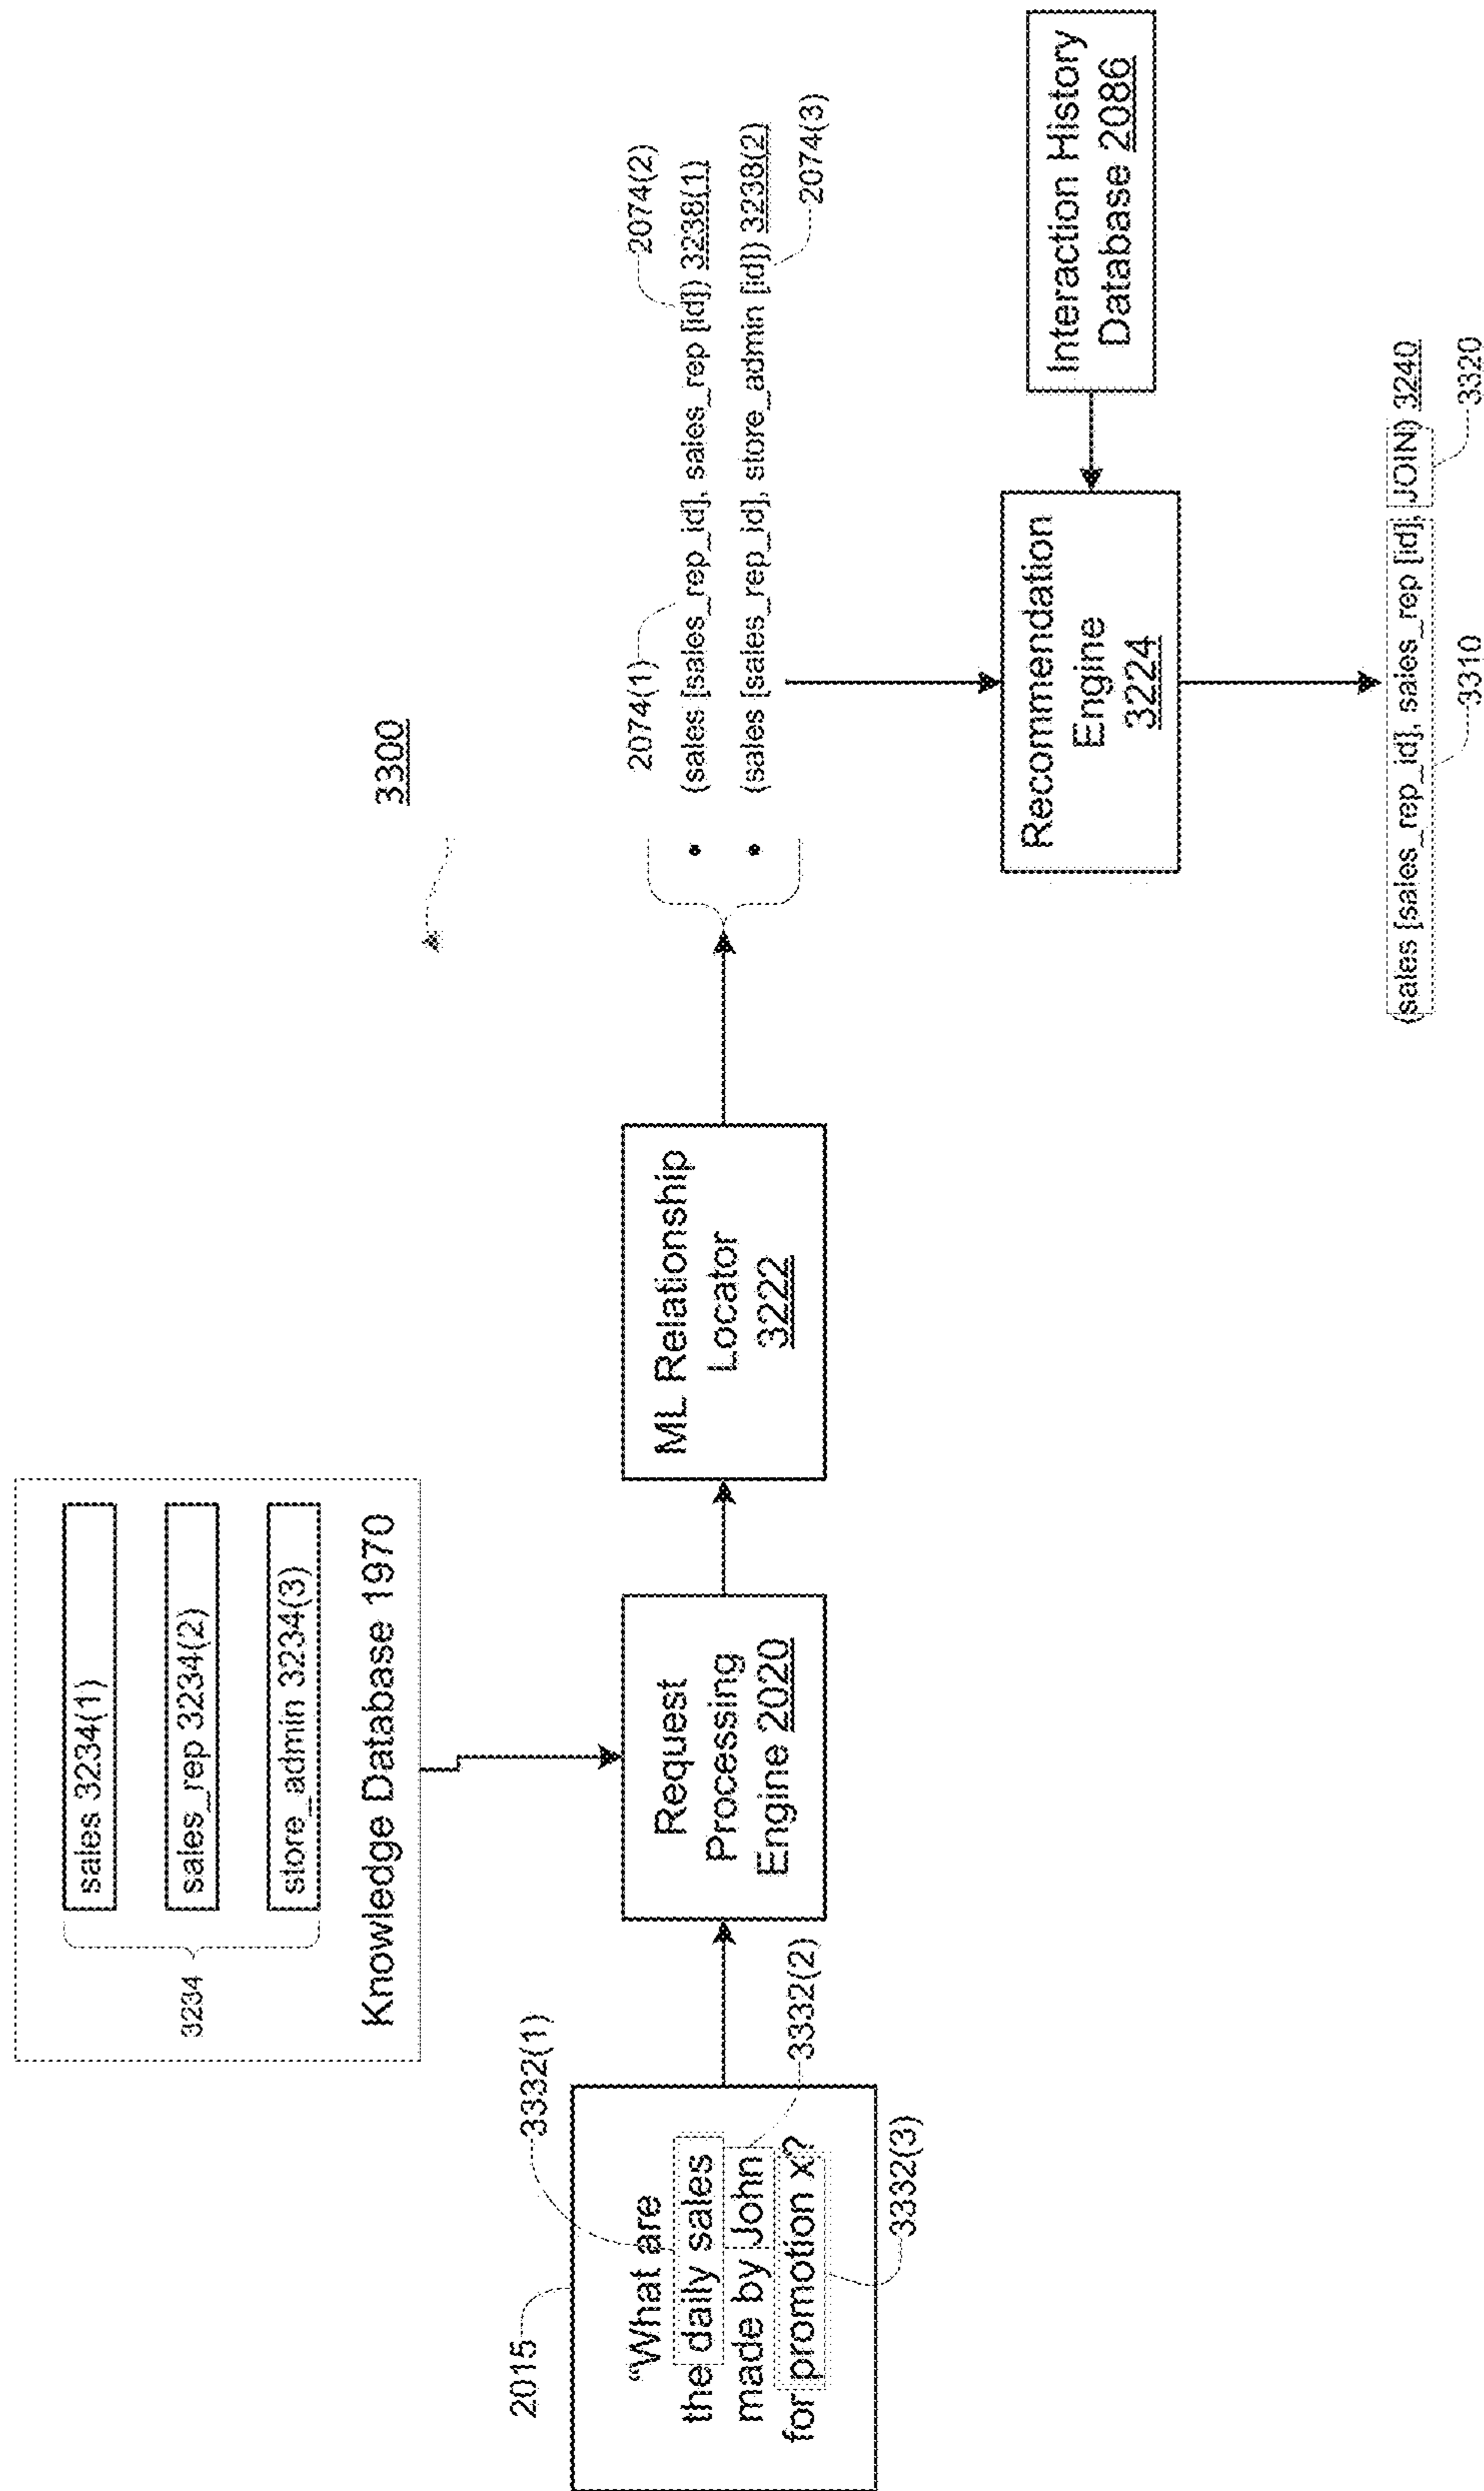 3300
sales 3234(1)
sales_rep 3234(2)
store_admin 3234(3)
3234
Knowledge Database 1970
2015
3332(1)
"What are
the daily sales
made by John
for promotion x?
3332(2)
3332(3)
Request
Processing
Engine 2020
ML Relationship
Locator
3222
2074(1)
2074(2)
• (sales [sales_rep_id], sales_rep [id]) 3238(1)
• (sales [sales_rep_id], store_admin [id]) 3238(2)
2074(3)
Recommendation
Engine
3224
Interaction History
Database 2086
(sales [sales_rep_id], sales_rep [id], JOIN) 3240
3310
3320